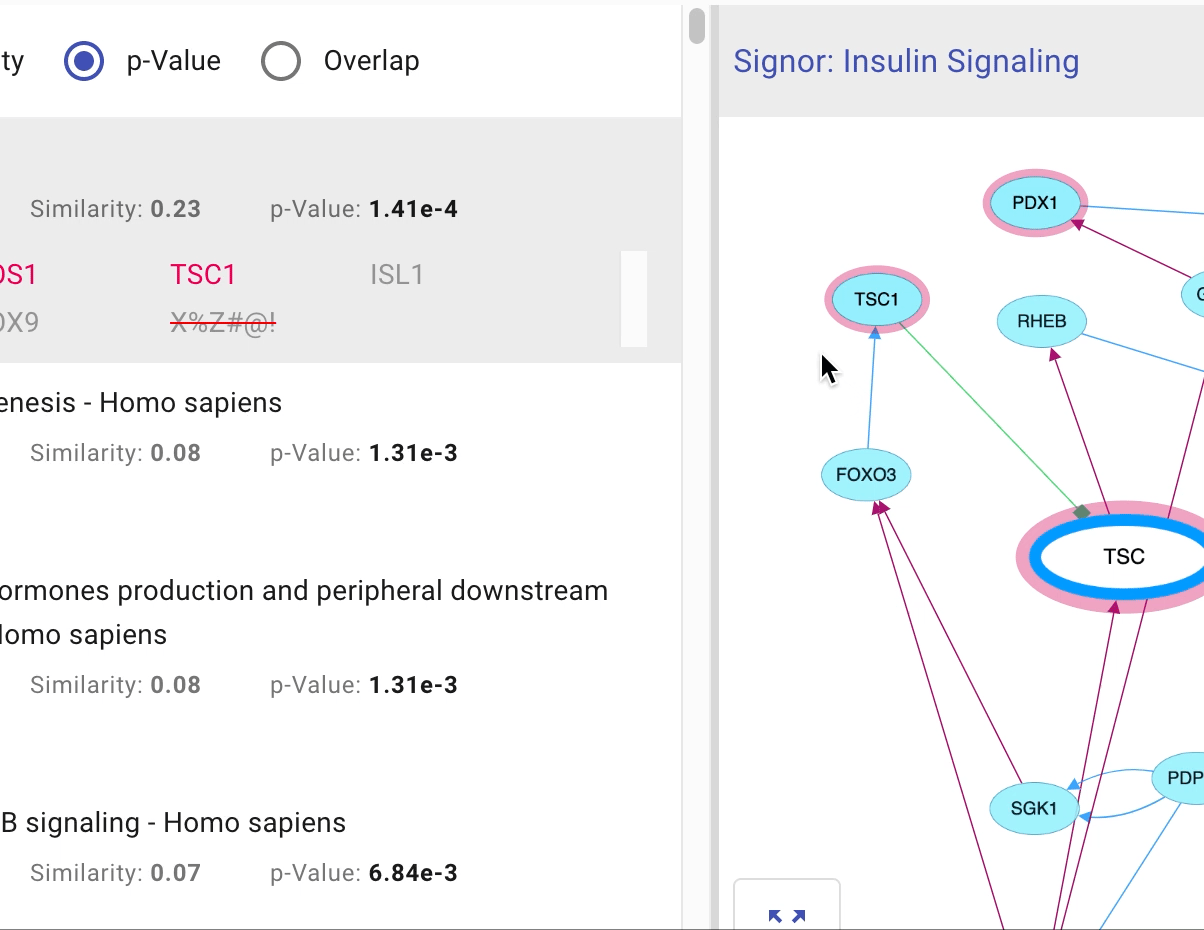 ty p-Value Overlap
Similarity: 0.23 p-Value: 1.41e-4
OS1 TSC1 ISL1
OX9 X%Z#@!
enesis - Homo sapiens
Similarity: 0.08 p-Value: 1.31e-3
ormones production and peripheral downstream
Homo sapiens
Similarity: 0.08 p-Value: 1.31e-3
B signaling - Homo sapiens
Similarity: 0.07 p-Value: 6.84e-3
Signor: Insulin Signaling
PDX1
TSC1
G
RHEB
FOXO3
TSC
PDP
SGK1